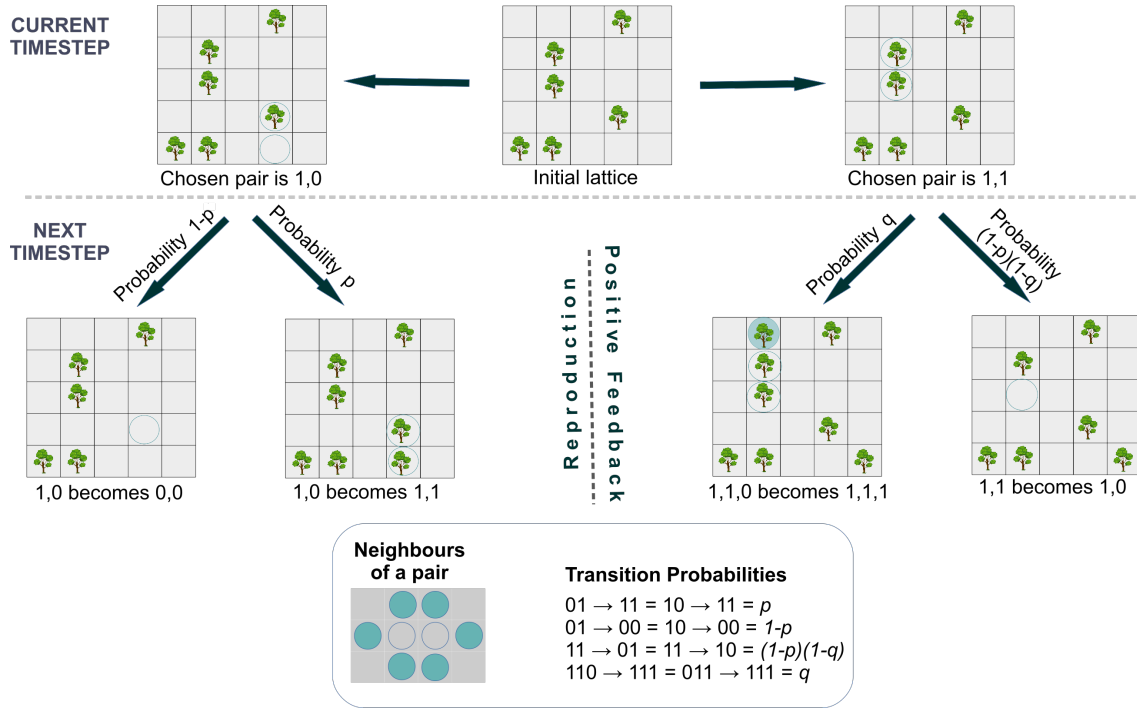 CURRENT
TIMESTEP
Chosen pair is 1,0
Initial lattice
Chosen pair is 1,1
NEXT
TIMESTEP
Probability 1-p
Probability p
Reproduction
Positive Feedback
Probability q
Probability
(1-p)(1-q)
1,0 becomes 0,0
1,0 becomes 1,1
1,1,0 becomes 1,1,1
1,1 becomes 1,0
Neighbours
of a pair
Transition Probabilities
01 → 11 = 10 → 11 = p
01 → 00 = 10 → 00 = 1-p
11 → 01 = 11 → 10 = (1-p)(1-q)
110 → 111 = 011 → 111 = q